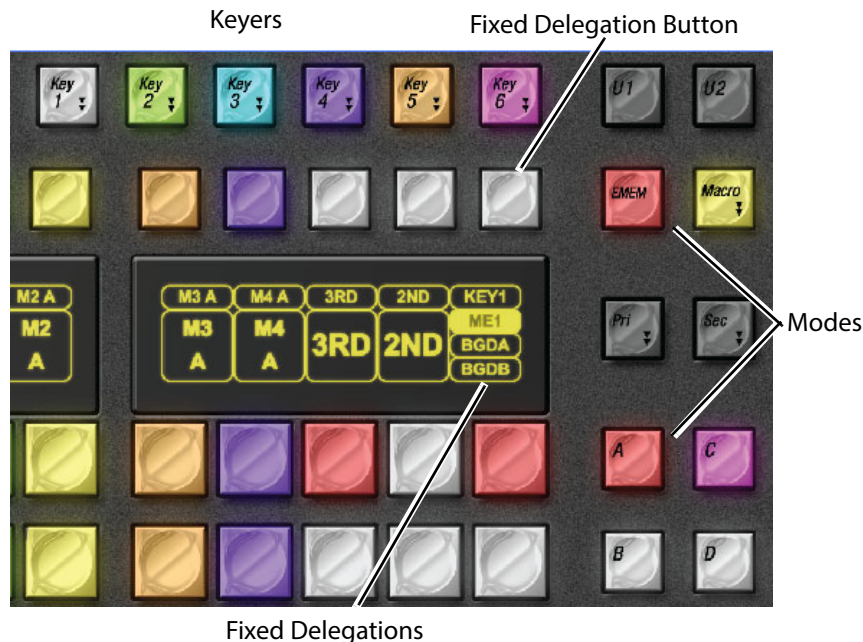 Keyers
Fixed Delegation Button
Key 1
Key 2
Key 3
Key 4
Key 5
Key 6
U1
U2
EMEM
Macro
M2 A
M3 A
M4 A
3RD
2ND
KEY1
M2 A
M3 A
M4 A
3RD
2ND
ME1
BGDA
BGDB
Pri
Sec
Modes
A
C
B
D
Fixed Delegations